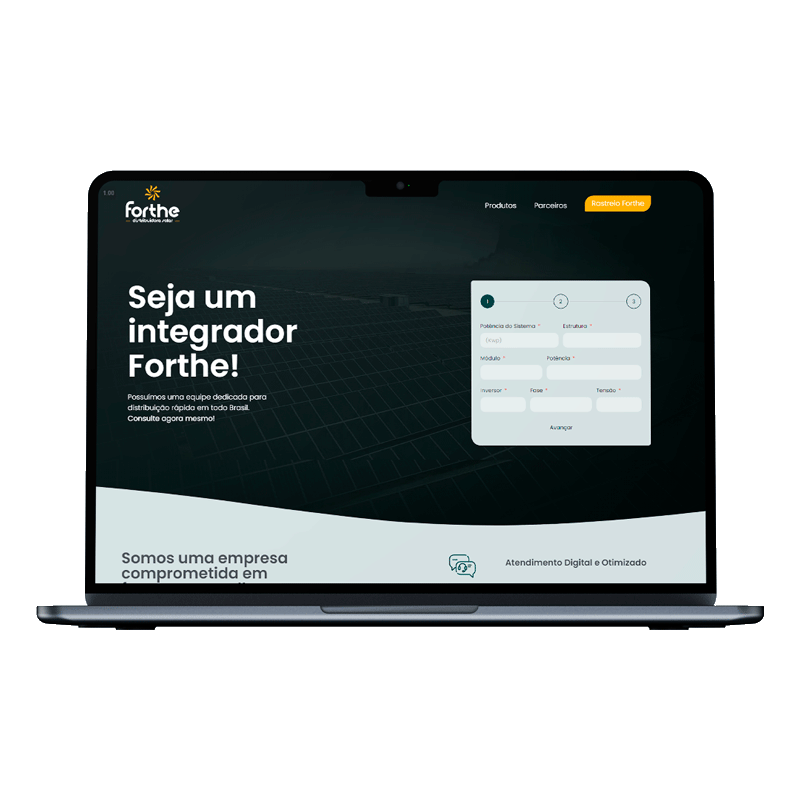 1:00
forthe
distribuidora solar
Produtos
Parceiros
Rastreio Forthe
Seja um
integrador
Forthe!
Possuímos uma equipe dedicada para
distribuição rápida em todo Brasil.
Consulte agora mesmo!
1 2 3
Potência do Sistema * Estrutura *
(Kwp)
Módulo * Potência *
Inversor * Fase * Tensão *
Avançar
Somos uma empresa
comprometida em
Atendimento Digital e Otimizado